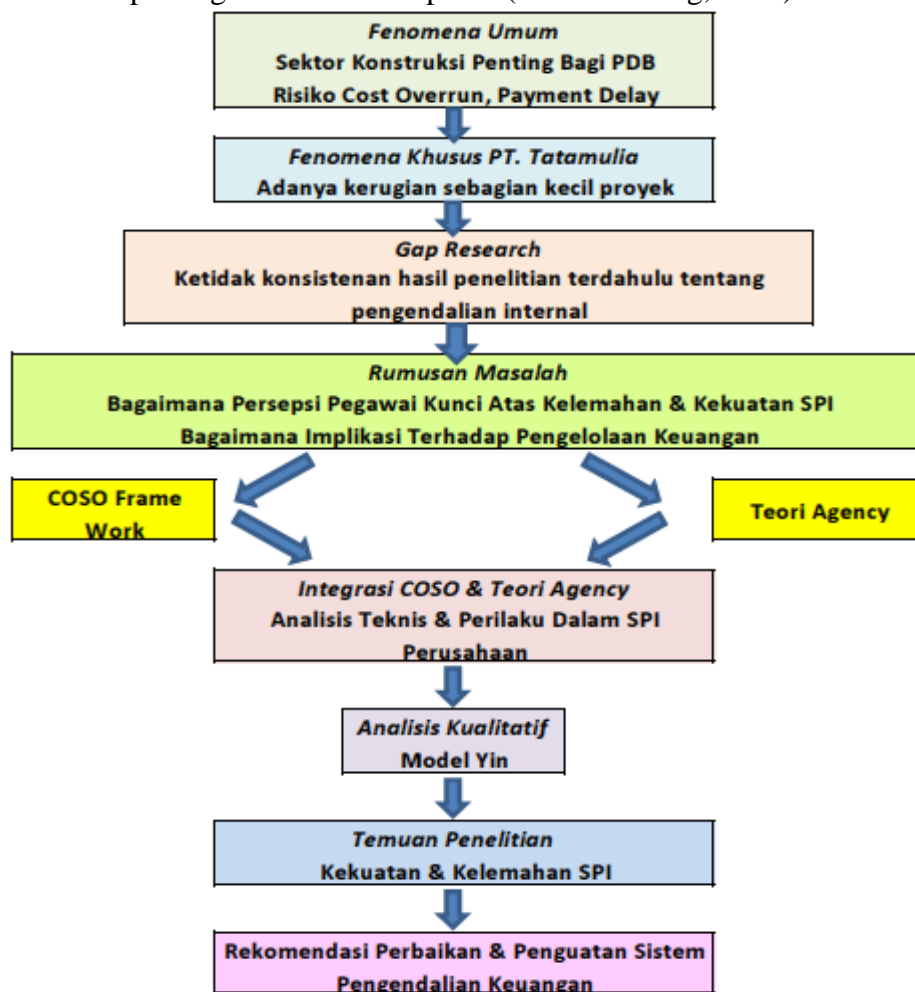 Fenomena Umum
Sektor Konstruksi Penting Bagi PDB
Risiko Cost Overrun, Payment Delay
Fenomena Khusus PT. Tatamulia
Adanya kerugian sebagian kecil proyek
Gap Research
Ketidak konsistenan hasil penelitian terdahulu tentang
pengendalian internal
Rumusan Masalah
Bagaimana Persepsi Pegawai Kunci Atas Kelemahan & Kekuatan SPI
Bagaimana Implikasi Terhadap Pengelolaan Keuangan
COSO Frame
Work
Teori Agency
Integrasi COSO & Teori Agency
Analisis Teknis & Perilaku Dalam SPI
Perusahaan
Analisis Kualitatif
Model Yin
Temuan Penelitian
Kekuatan & Kelemahan SPI
Rekomendasi Perbaikan & Penguatan Sistem
Pengendalian Keuangan